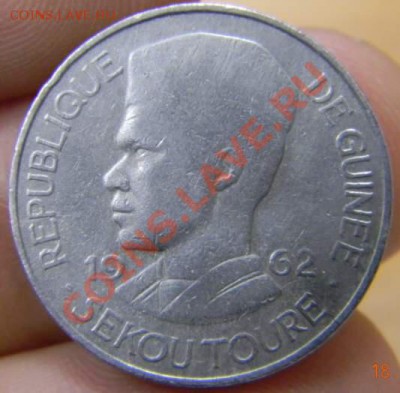 COINS.LAVE.RU
REPUBLIQUE DE GUINEE
19 62
SEKOU TOURE
COINS.LAVE.RU
18